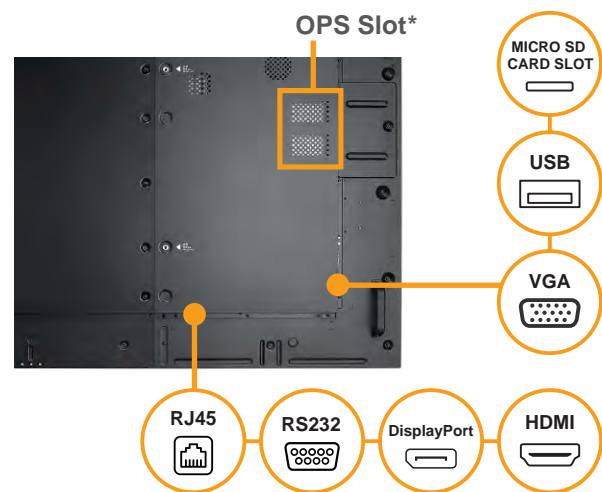 OPS Slot*
MICRO SD
CARD SLOT
USB
VGA
RJ45
RS232
DisplayPort
HDMI